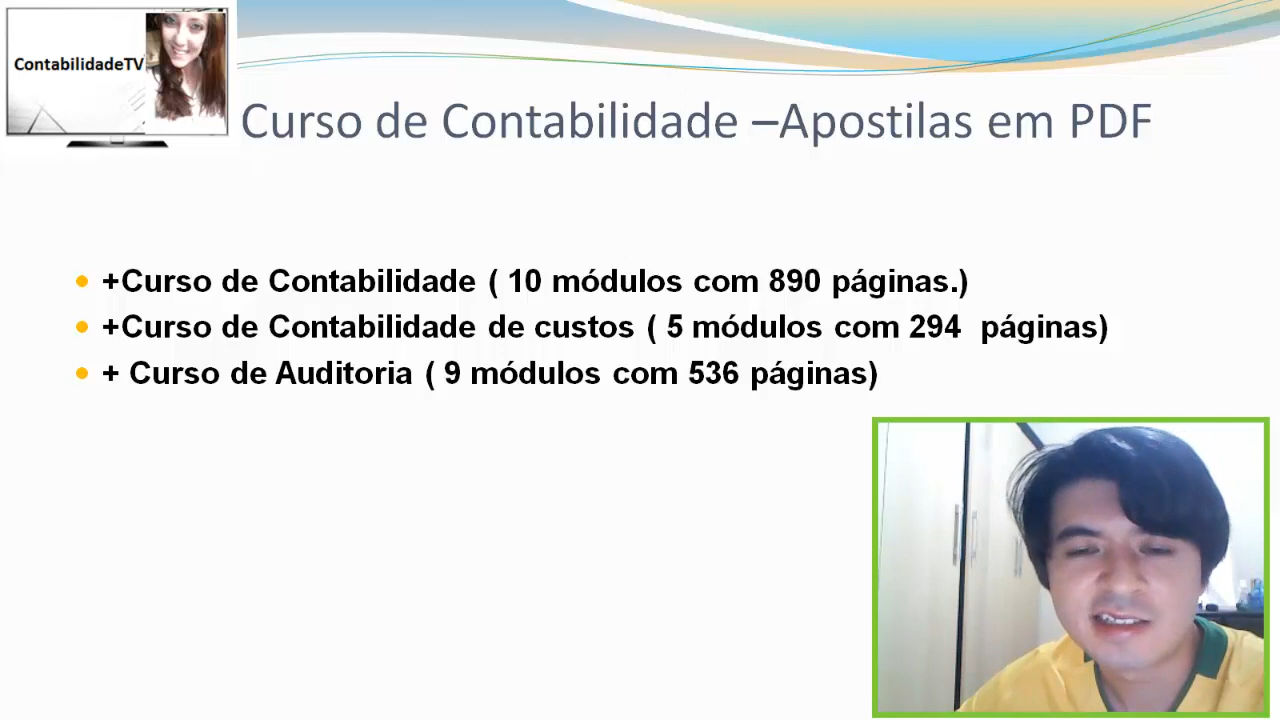 ContabilidadeTV
Curso de Contabilidade –Apostilas em PDF
+Curso de Contabilidade ( 10 módulos com 890 páginas.)
+Curso de Contabilidade de custos ( 5 módulos com 294  páginas)
+ Curso de Auditoria ( 9 módulos com 536 páginas)